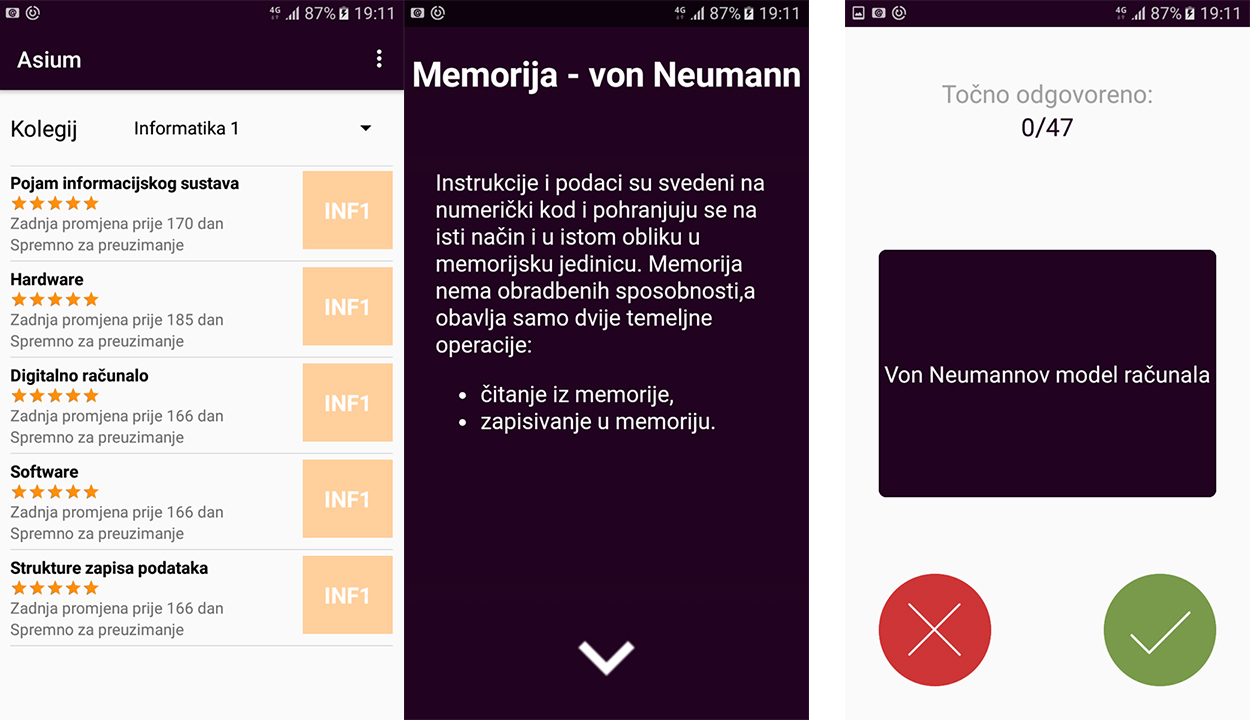 4G 87% 19:11
Asium
Kolegij Informatika 1
Pojam informacijskog sustava
Zadnja promjena prije 170 dan
Spremno za preuzimanje
INF1
Hardware
Zadnja promjena prije 185 dan
Spremno za preuzimanje
INF1
Digitalno računalo
Zadnja promjena prije 166 dan
Spremno za preuzimanje
INF1
Software
Zadnja promjena prije 166 dan
Spremno za preuzimanje
INF1
Strukture zapisa podataka
Zadnja promjena prije 166 dan
Spremno za preuzimanje
INF1
4G 87% 19:11
Memorija - von Neumann
Instrukcije i podaci su svedeni na
numerički kod i pohranjuju se na
isti način i u istom obliku u
memorijsku jedinicu. Memorija
nema obradbenih sposobnosti,a
obavlja samo dvije temeljne
operacije:
• čitanje iz memorije,
• zapisivanje u memoriju.
4G 87% 19:11
Točno odgovoreno:
0/47
Von Neumannov model računala